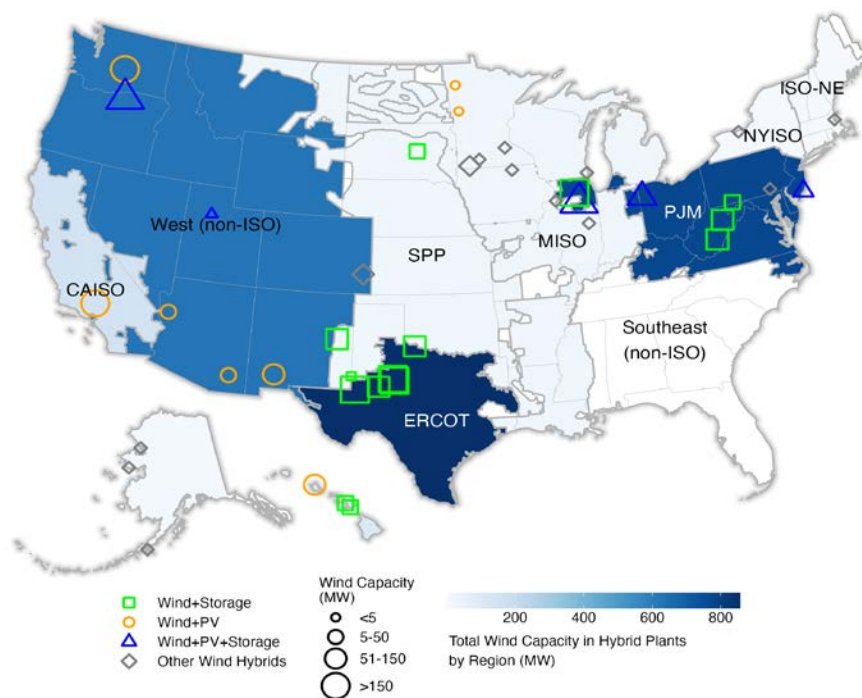 ISO-NE
NYISO
West (non-ISO)
PJM
MISO
SPP
CAISO
Southeast
(non-ISO)
ERCOT
Wind+Storage
Wind+PV
Wind+PV+Storage
Other Wind Hybrids
Wind Capacity
(MW)
<5
5-50
51-150
>150
200 400 600 800
Total Wind Capacity in Hybrid Plants
by Region (MW)